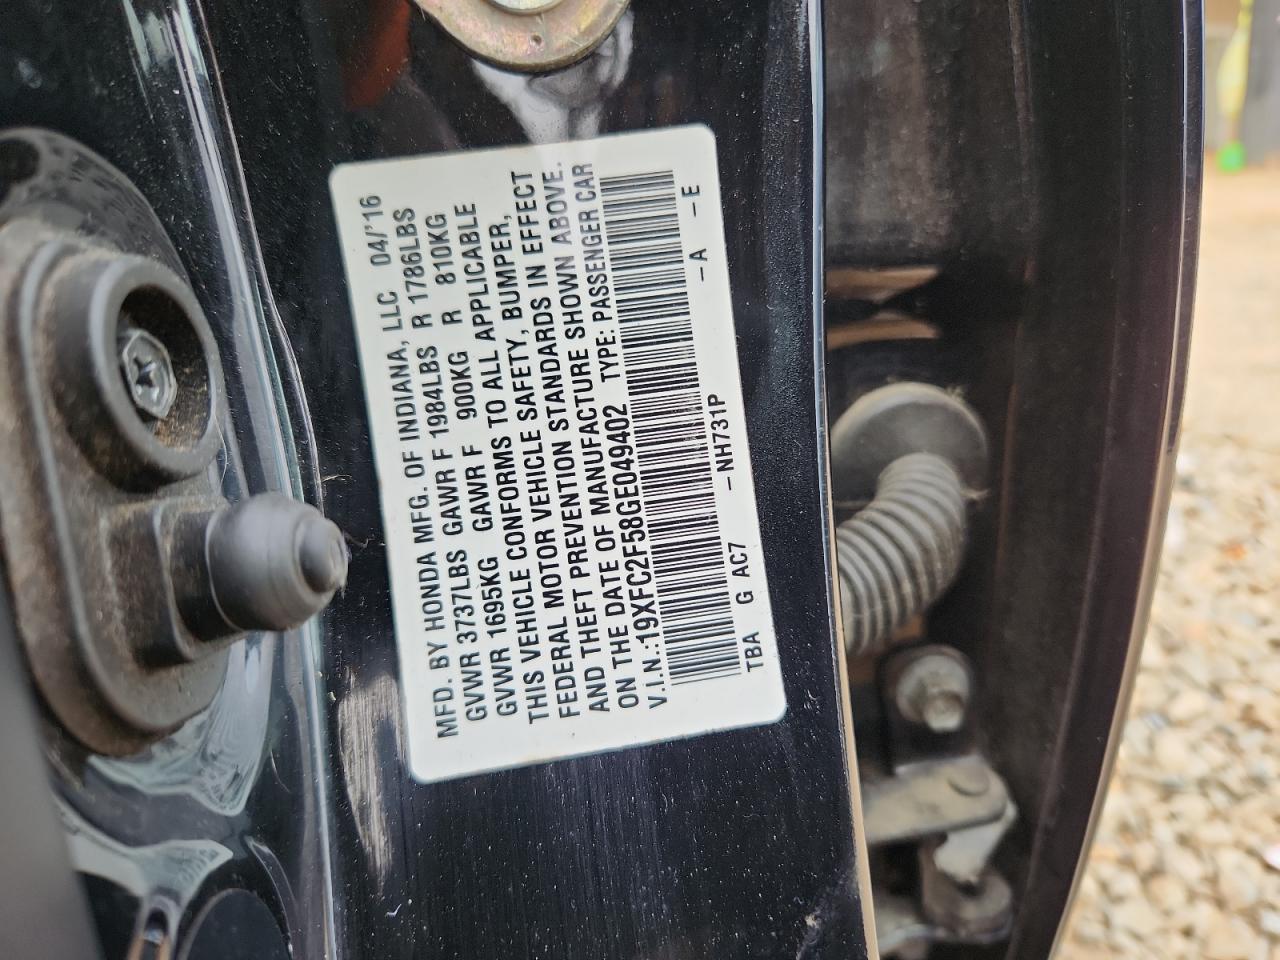 MFD. BY HONDA MFG. OF INDIANA, LLC 04/'16
GVWR 3737LBS GAWR F 1984LBS R 1786LBS
GVWR 1695KG GAWR F 900KG R 810KG
THIS VEHICLE CONFORMS TO ALL APPLICABLE
FEDERAL MOTOR VEHICLE SAFETY, BUMPER,
AND THEFT PREVENTION STANDARDS IN EFFECT
ON THE DATE OF MANUFACTURE SHOWN ABOVE.
V.I.N.:19XFC2F58GE049402 TYPE: PASSENGER CAR
TBA G AC7 – NH731P – A – E